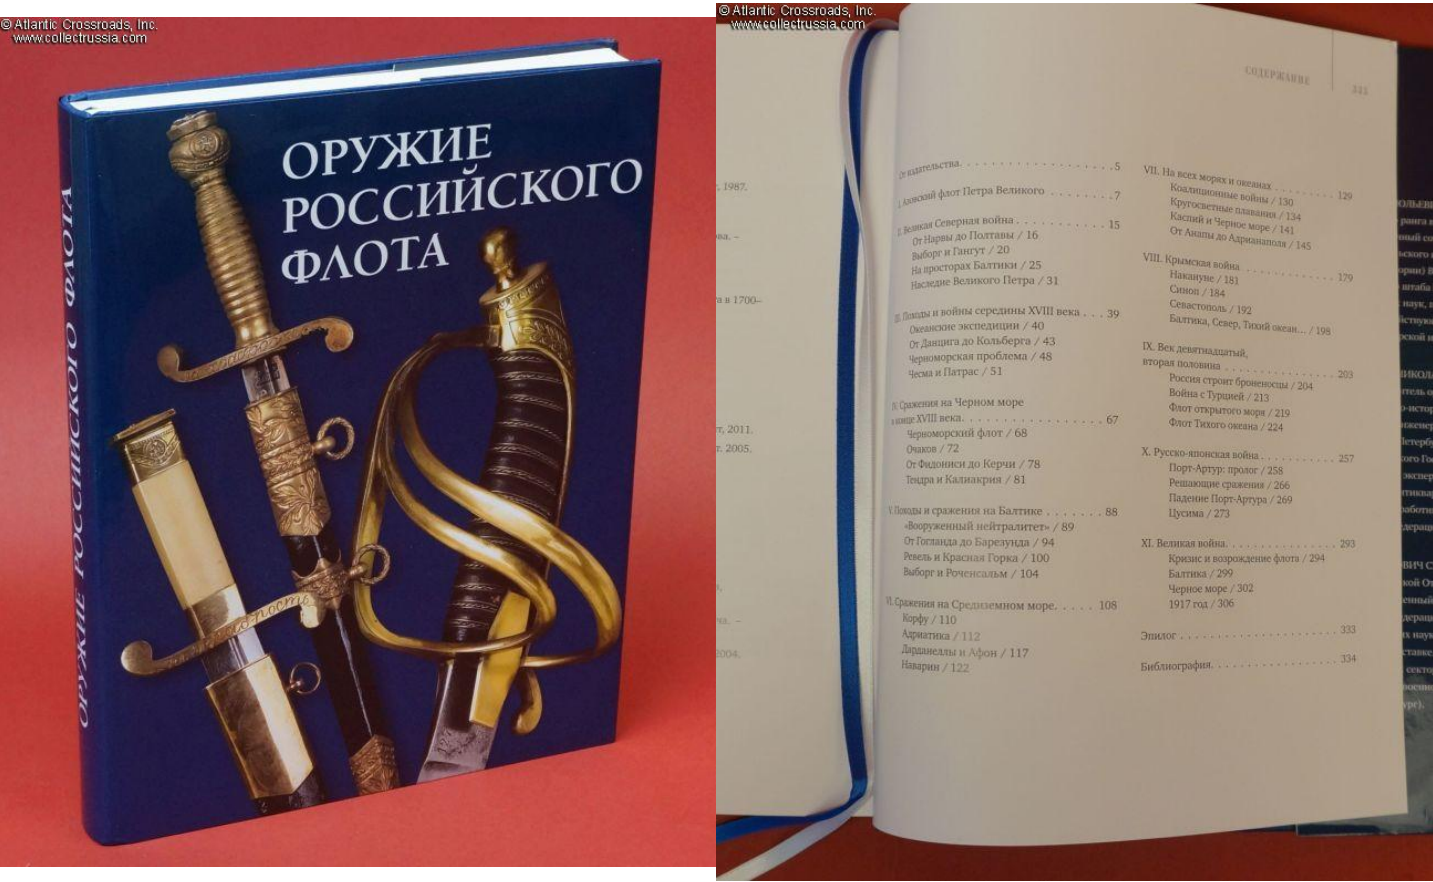 © Atlantic Crossroads, Inc.
www.collectrussia.com
ОРУЖИЕ
РОССИЙСКОГО
ФЛОТА
ОРУЖИЕ РОССИЙСКОГО ФЛОТА
© Atlantic Crossroads, Inc.
www.collectrussia.com
1987.
ва. –
в 1700–
2011.
2005.
2004.
СОДЕРЖАНИЕ
От издательства. . . . . . . . . . . . . . . . . . 5
I. Азовский флот Петра Великого . . . . . . . . 7
2. Великая Северная война . . . . . . . . . . . 15
От Нарвы до Полтавы / 16
Выборг и Гангут / 20
На просторах Балтики / 25
Наследие Великого Петра / 31
III. Походы и войны середины XVIII века . . . 39
Океанские экспедиции / 40
От Данцига до Кольберга / 43
Черноморская проблема / 48
Чесма и Патрас / 51
IV. Сражения на Черном море
в конце XVIII века. . . . . . . . . . . . . . . . . 67
Черноморский флот / 68
Очаков / 72
От Фидониси до Керчи / 78
Тендра и Калиакрия / 81
V. Походы и сражения на Балтике . . . . . . . 88
«Вооруженный нейтралитет» / 89
От Гогланда до Барезунда / 94
Ревель и Красная Горка / 100
Выборг и Роченсальм / 104
VI. Сражения на Средиземном море. . . . . 108
Корфу / 110
Адриатика / 112
Дарданеллы и Афон / 117
Наварин / 122
VII. На всех морях и океанах . . . . . . . . . 129
Коалиционные войны / 130
Кругосветные плавания / 134
Каспий и Черное море / 141
От Анапы до Адрианаполя / 145
VIII. Крымская война. . . . . . . . . . . . . . 179
Накануне / 181
Синоп / 184
Севастополь / 192
Балтика, Север, Тихий океан... / 198
IX. Век девятнадцатый,
вторая половина . . . . . . . . . . . . . . . . 203
Россия строит броненосцы / 204
Война с Турцией / 213
Флот открытого моря / 219
Флот Тихого океана / 224
X. Русско-японская война . . . . . . . . . . . 257
Порт-Артур: пролог / 258
Решающие сражения / 266
Падение Порт-Артура / 269
Цусима / 273
XI. Великая война. . . . . . . . . . . . . . . . 293
Кризис и возрождение флота / 294
Балтика / 299
Черное море / 302
1917 год / 306
Эпилог . . . . . . . . . . . . . . . . . . . . . . 333
Библиография. . . . . . . . . . . . . . . . . . 334